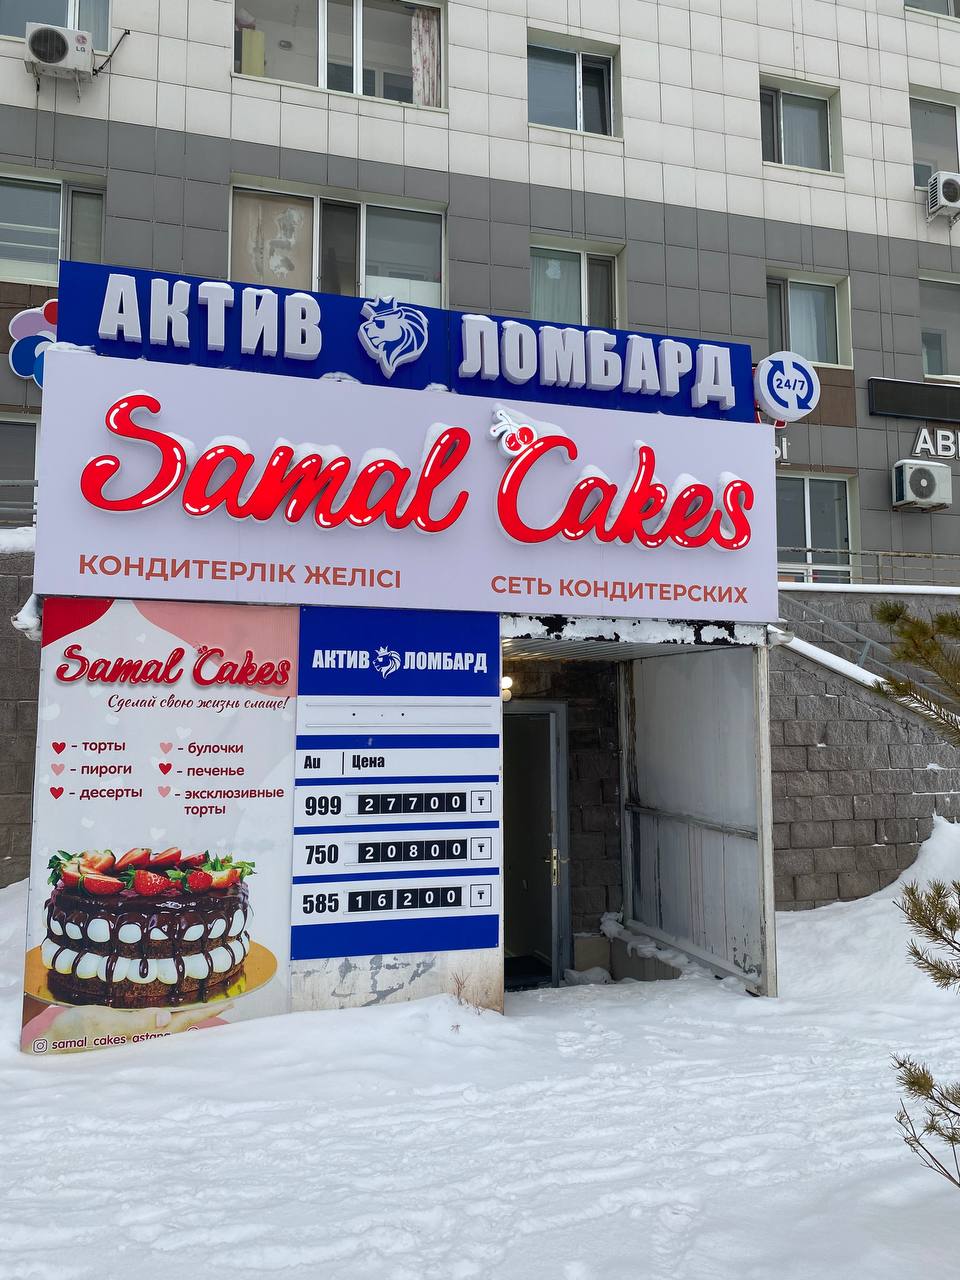 АКТИВ ЛОМБАРД
24/7
Samal Cakes
КОНДИТЕРЛІК ЖЕЛІСІ
СЕТЬ КОНДИТЕРСКИХ
Samal Cakes
Сделай свою жизнь слаще!
- торты
- пироги
- десерты
- булочки
- печенье
- эксклюзивные
торты
samal_cakes_astana
АКТИВ ЛОМБАРД
Au Цена
999 27700 ₸
750 20800 ₸
585 16200 ₸
LG